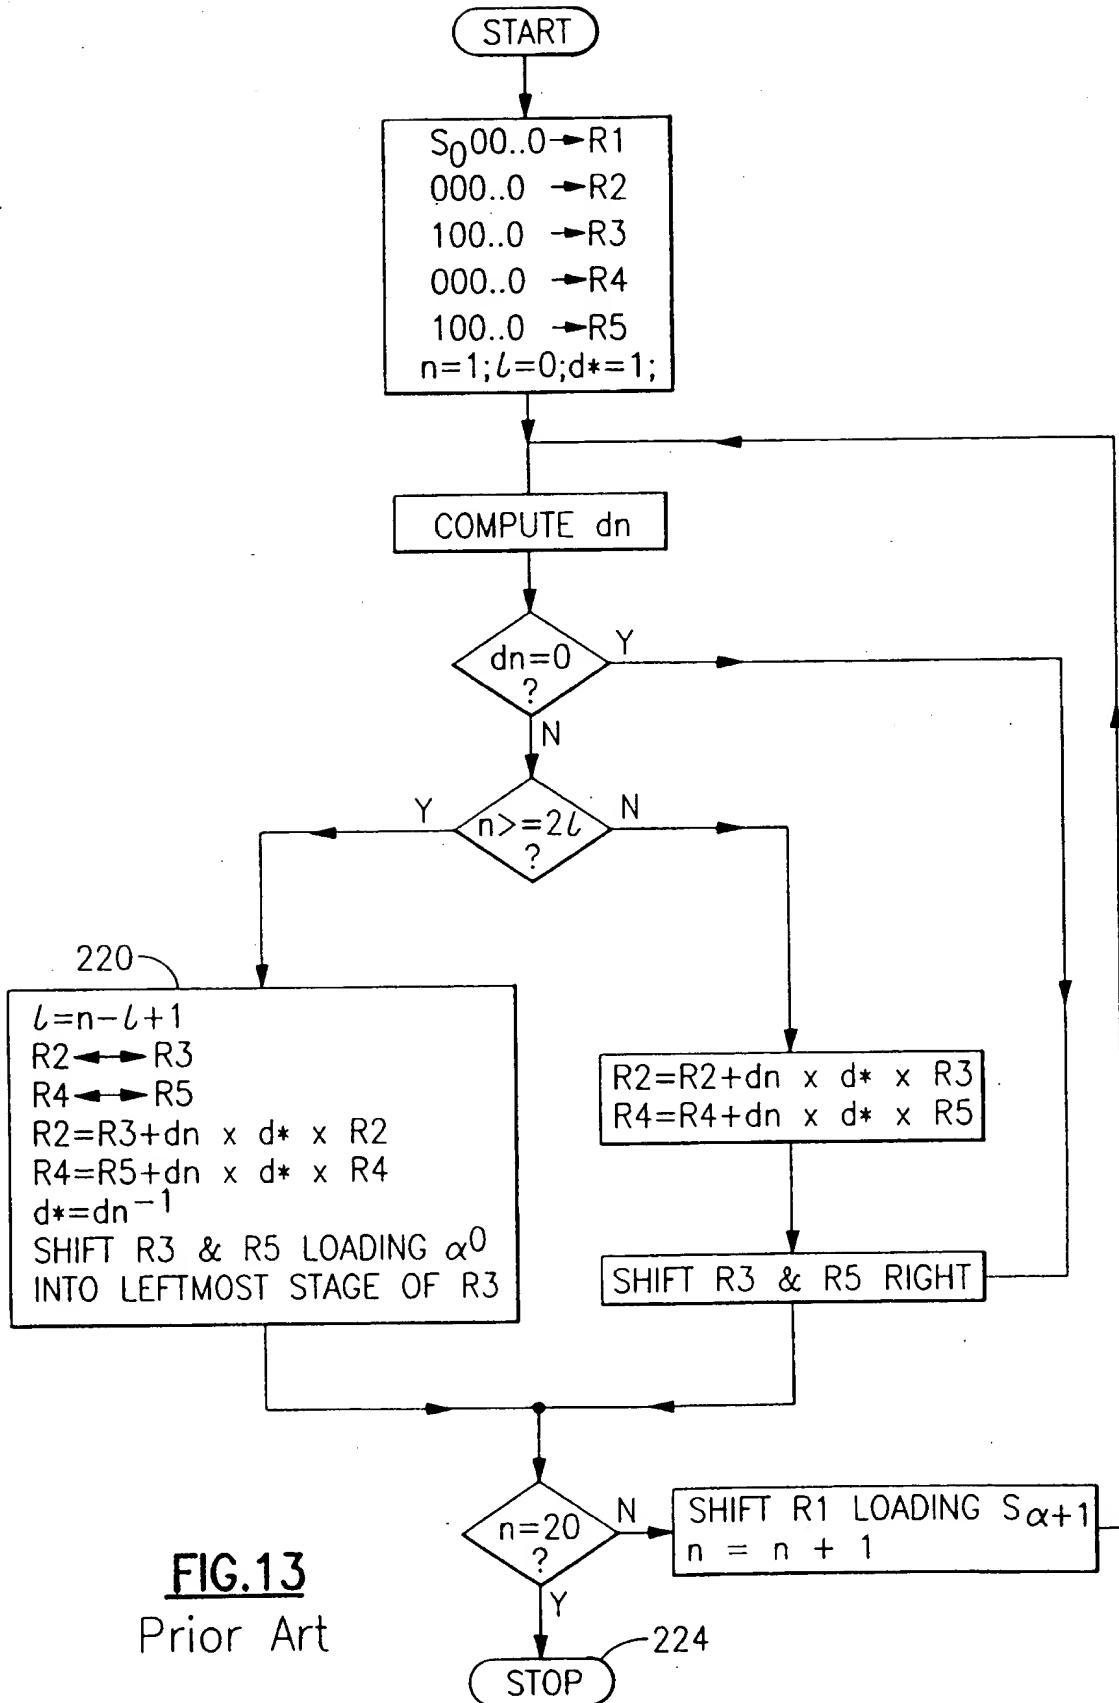 START
S₀00..0→R1
000..0 →R2
100..0 →R3
000..0 →R4
100..0 →R5
n=1;ℓ=0;d*=1;
COMPUTE dn
dn=0
?
Y
N
n>=2ℓ
?
Y
N
220
ℓ=n-ℓ+1
R2↔R3
R4↔R5
R2=R3+dn x d* x R2
R4=R5+dn x d* x R4
d*=dn⁻¹
SHIFT R3 & R5 LOADING α⁰
INTO LEFTMOST STAGE OF R3
R2=R2+dn x d* x R3
R4=R4+dn x d* x R5
SHIFT R3 & R5 RIGHT
n=20
?
N
Y
SHIFT R1 LOADING Sα+1
n = n + 1
STOP
224
FIG.13
Prior Art